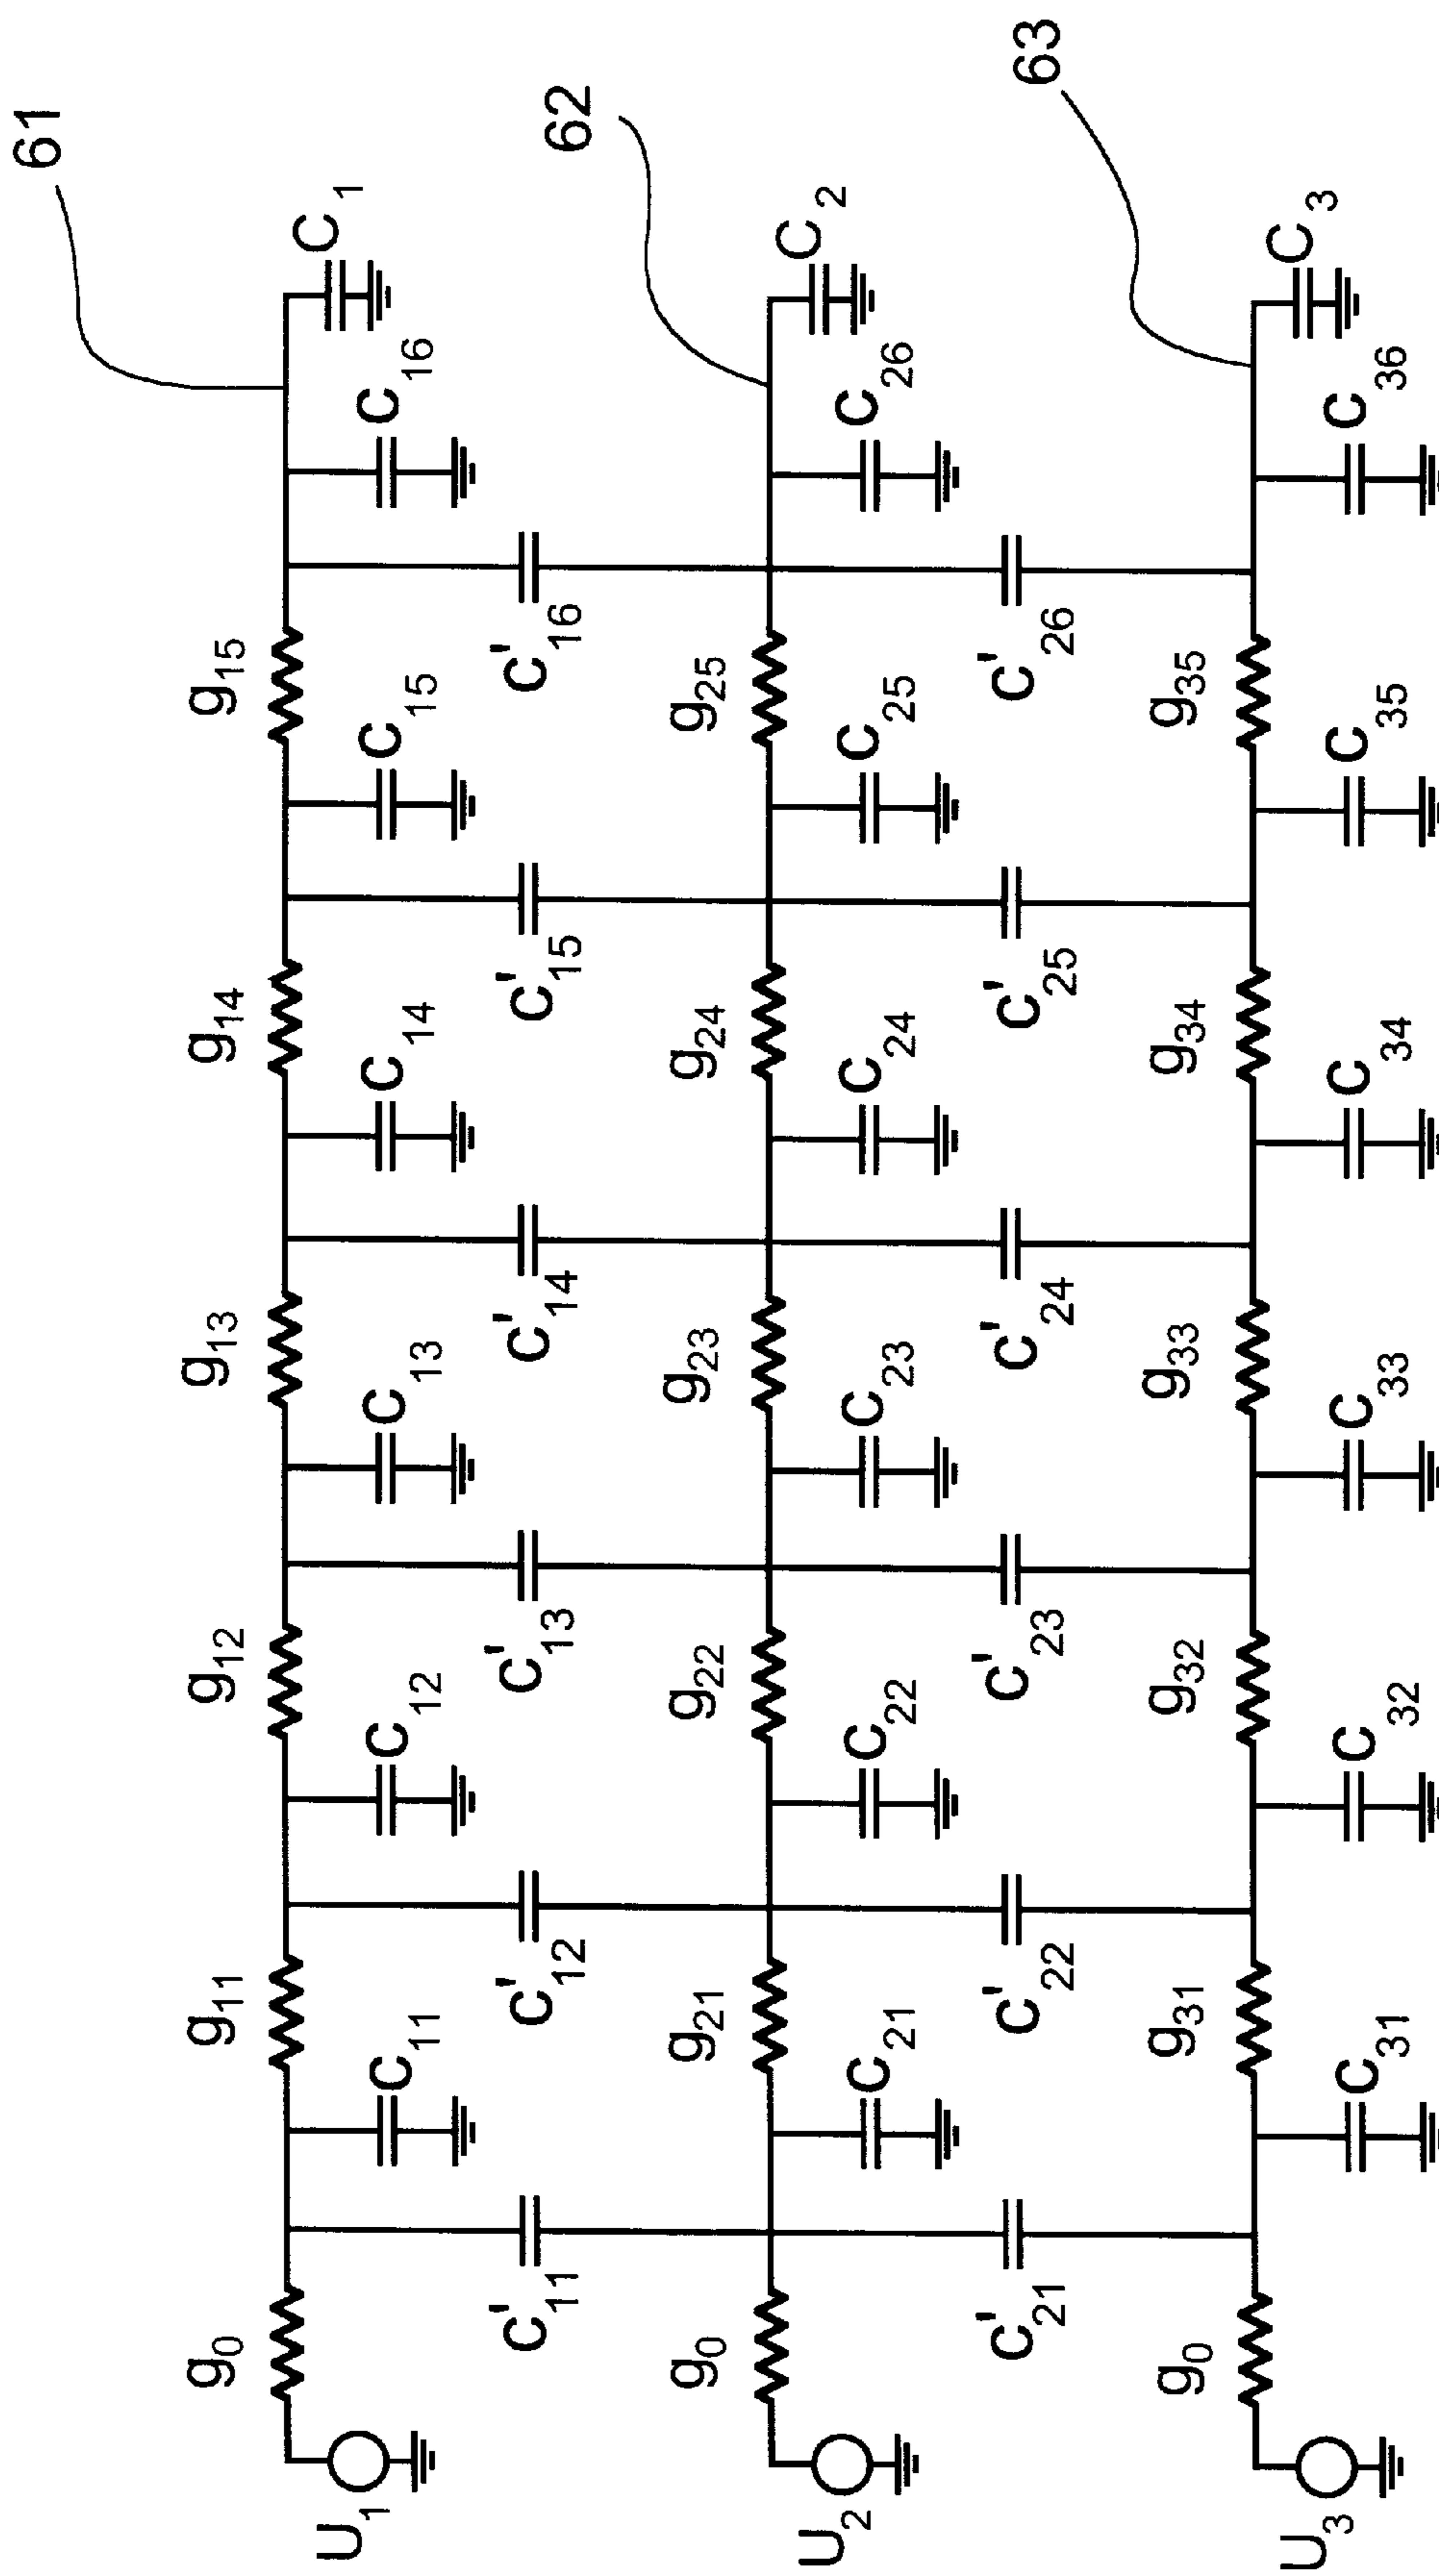 61
g0 g11 g12 g13 g14 g15
U1 C11 C12 C13 C14 C15 C16 C1
C'11 C'12 C'13 C'14 C'15 C'16
62
g0 g21 g22 g23 g24 g25
U2 C21 C22 C23 C24 C25 C26 C2
C'21 C'22 C'23 C'24 C'25 C'26
63
g0 g31 g32 g33 g34 g35
U3 C31 C32 C33 C34 C35 C36 C3